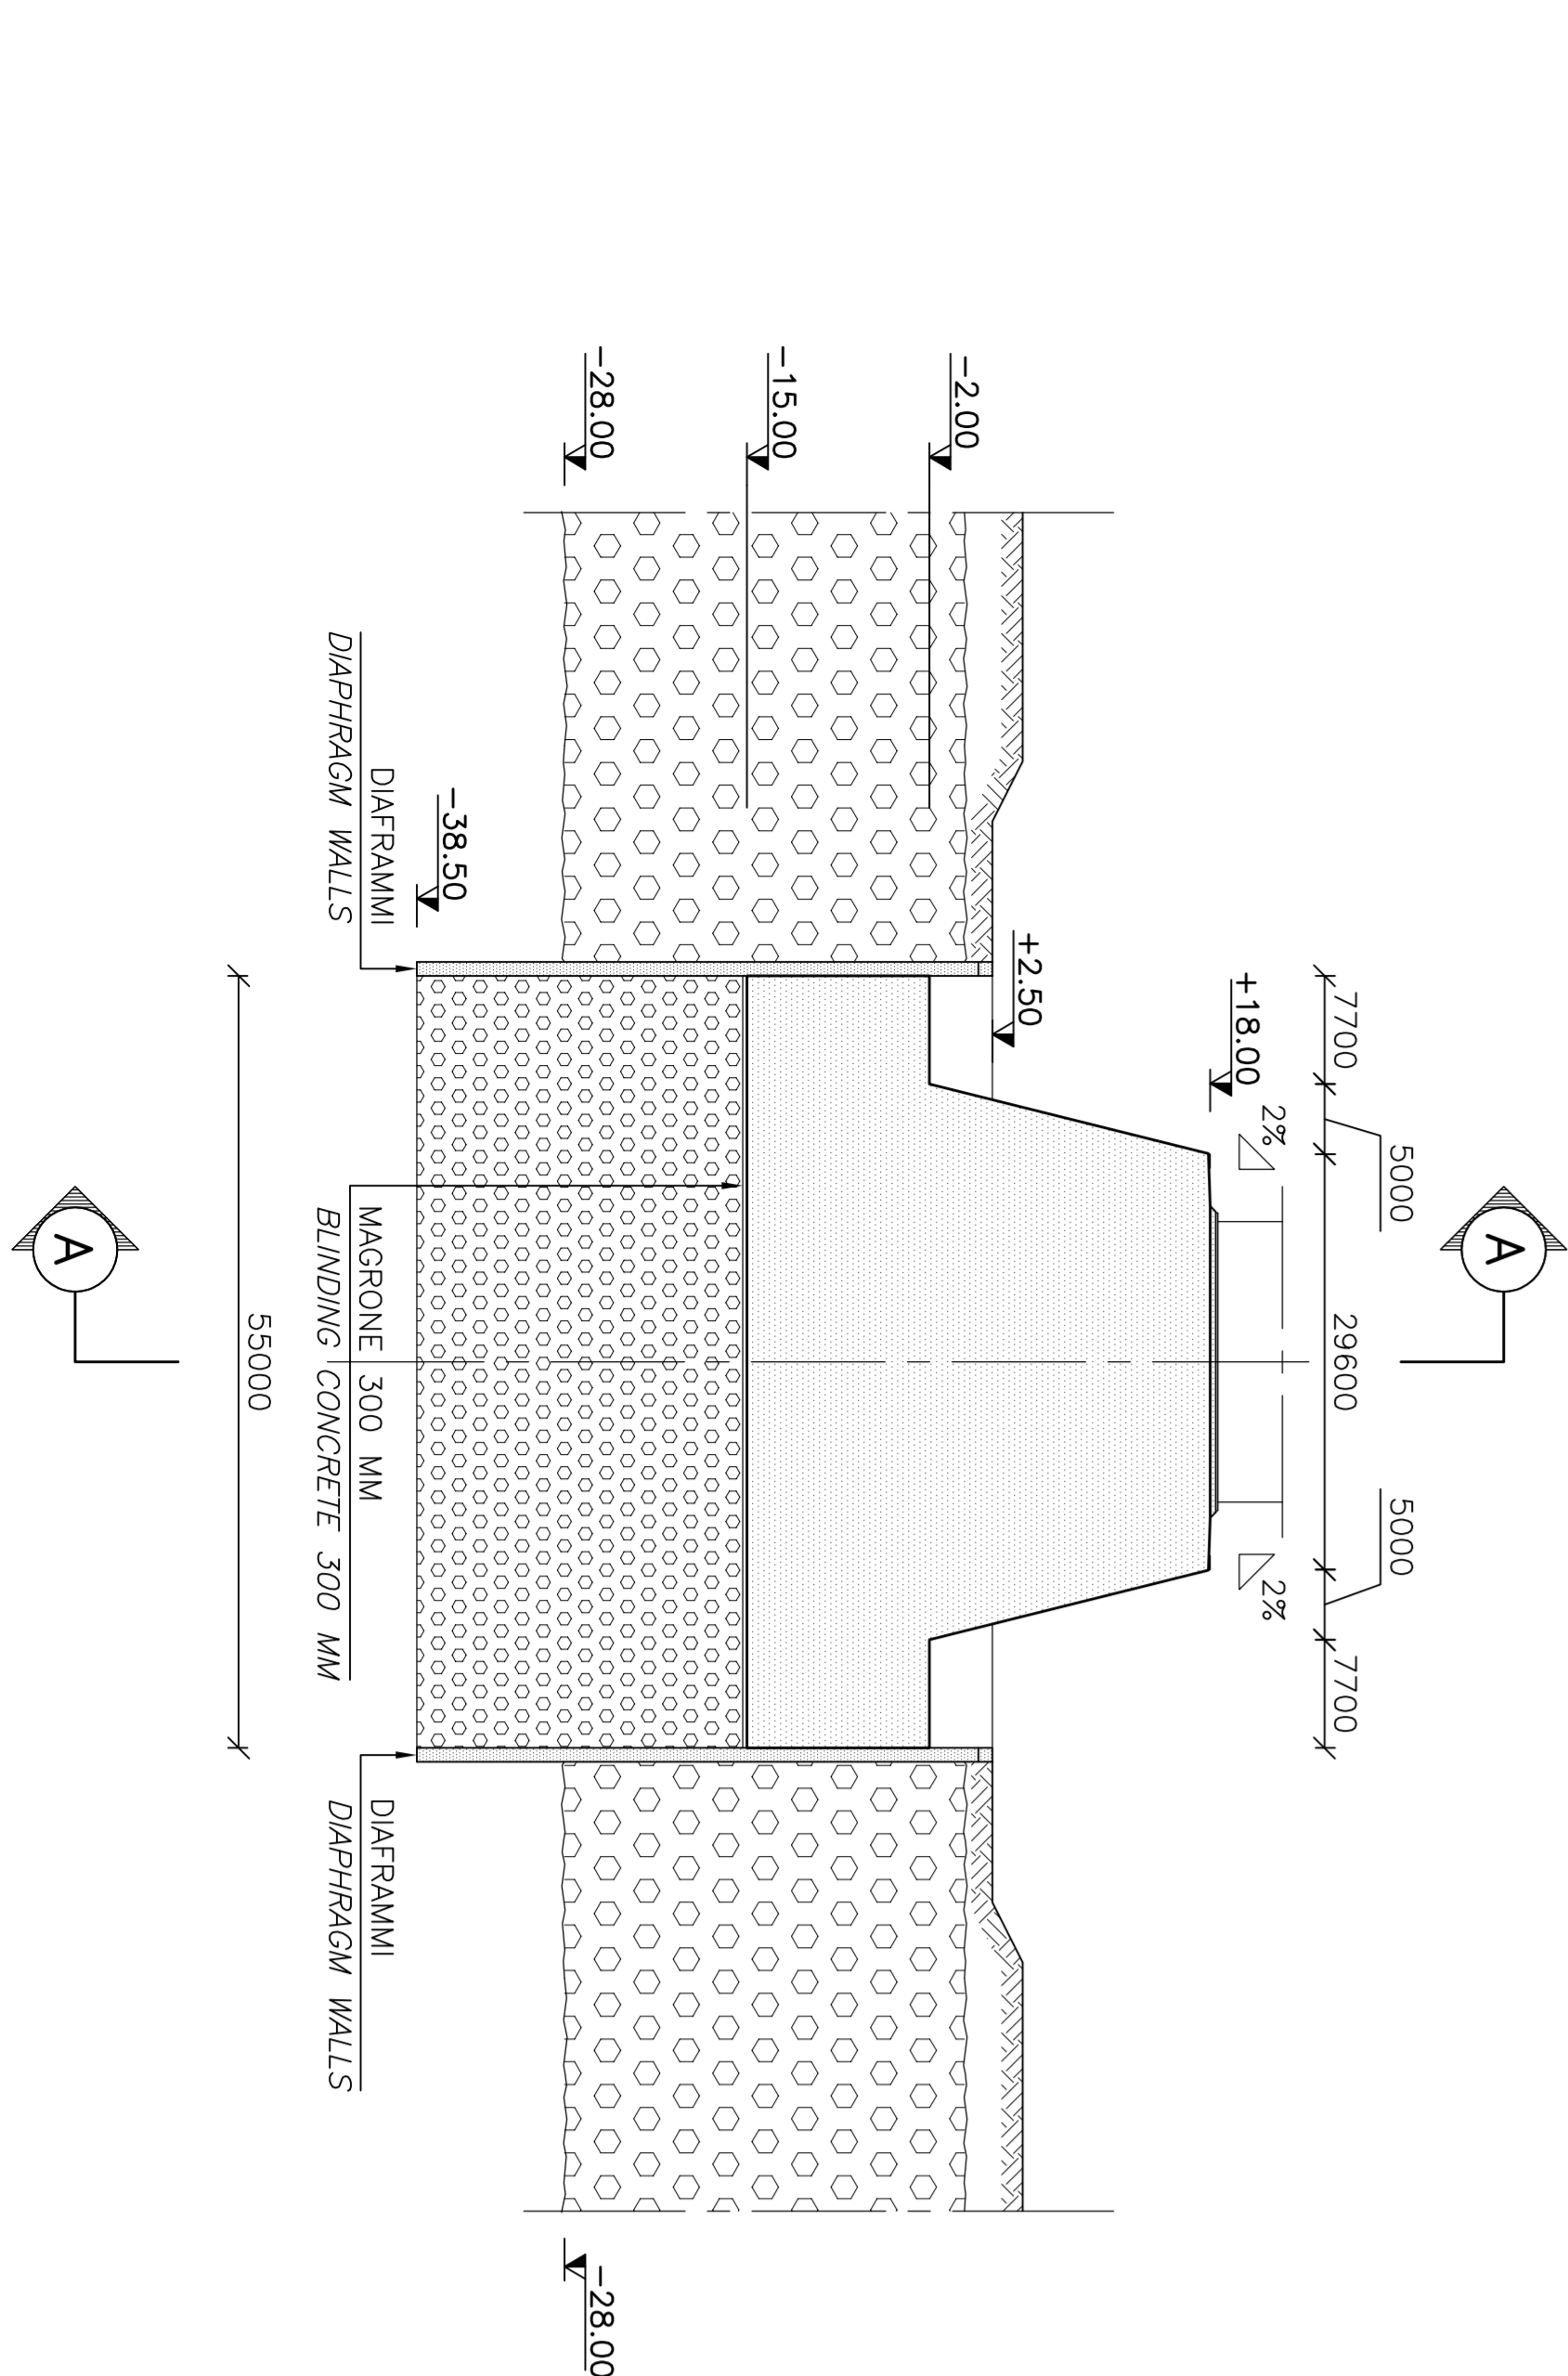 A
5000
5000
7700
29600
7700
2%
2%
+18.00
+2.50
-2.00
-15.00
-28.00
-28.00
-38.50
DIAFRAMMI
DIAPHRAGM WALLS
MAGRONE 300 MM
BLINDING CONCRETE 300 MM
DIAFRAMMI
DIAPHRAGM WALLS
55000
A